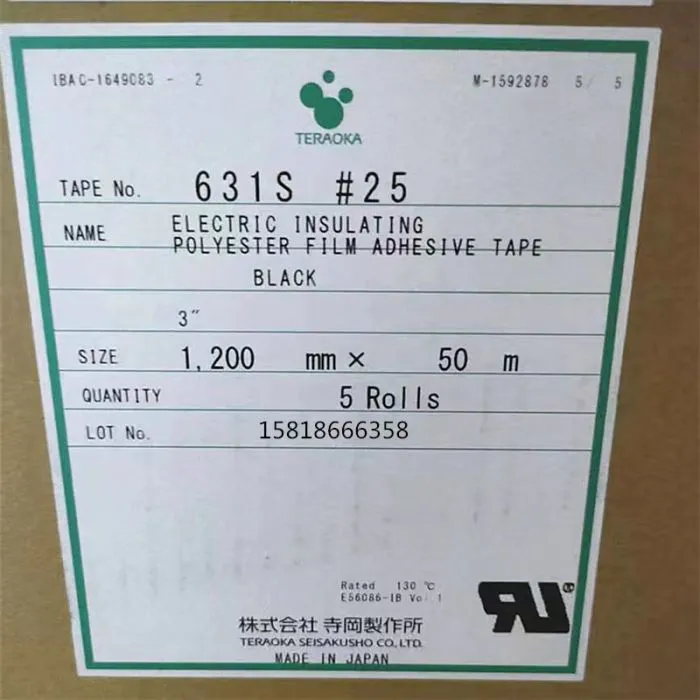 IBAC-1649083 - 2
M-1592878 5/ 5
TERAOKA
TAPE No. 631S #25
NAME ELECTRIC INSULATING
POLYESTER FILM ADHESIVE TAPE
BLACK
3″
SIZE 1,200 mm × 50 m
QUANTITY 5 Rolls
LOT No. 15818666358
Rated 130 ℃
E56086-IB Vol 1
RU®
株式会社 寺岡製作所
TERAOKA SEISAKUSHO CO., LTD.
MADE IN JAPAN